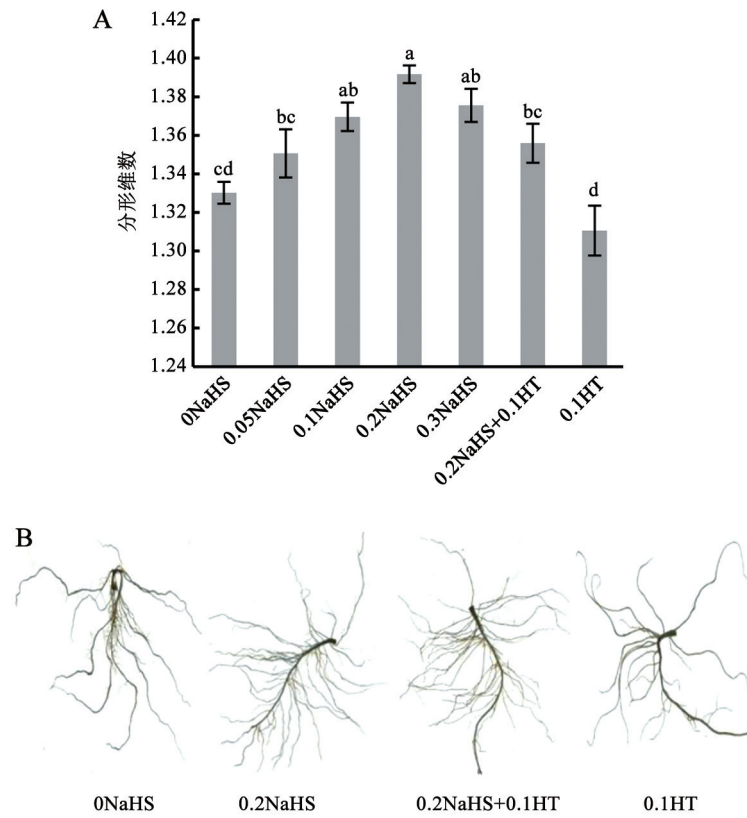 A
分形维数
1.42
1.40
1.38
1.36
1.34
1.32
1.30
1.28
1.26
1.24
cd
bc
ab
a
ab
bc
d
0NaHS
0.05NaHS
0.1NaHS
0.2NaHS
0.3NaHS
0.2NaHS+0.1HT
0.1HT
B
0NaHS
0.2NaHS
0.2NaHS+0.1HT
0.1HT